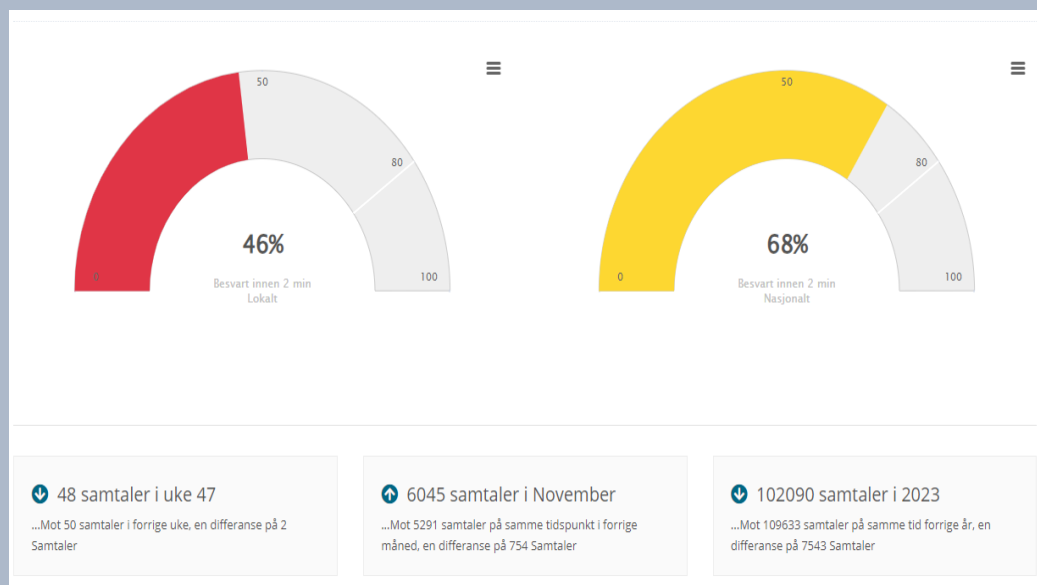 50
80
0
100
46%
Besvart innen 2 min
Lokalt
50
80
0
100
68%
Besvart innen 2 min
Nasjonalt
48 samtaler i uke 47
...Mot 50 samtaler i forrige uke, en differanse på 2
Samtaler
6045 samtaler i November
...Mot 5291 samtaler på samme tidspunkt i forrige
måned, en differanse på 754 Samtaler
102090 samtaler i 2023
...Mot 109633 samtaler på samme tid forrige år, en
differanse på 7543 Samtaler